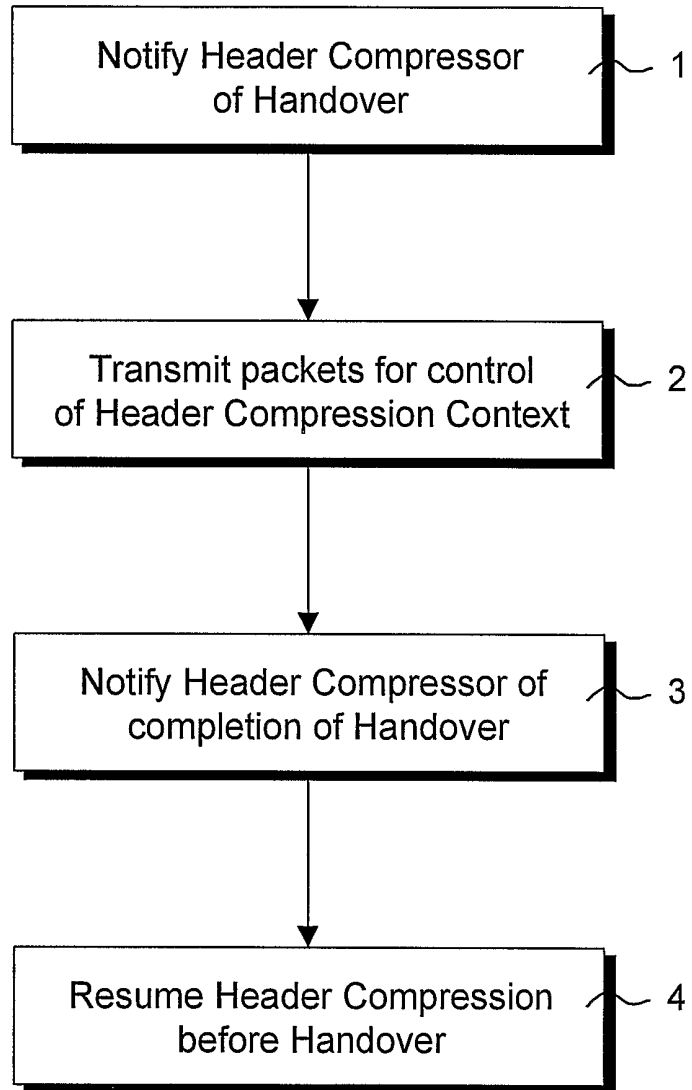 Notify Header Compressor
of Handover
1
Transmit packets for control
of Header Compression Context
2
Notify Header Compressor of
completion of Handover
3
Resume Header Compression
before Handover
4